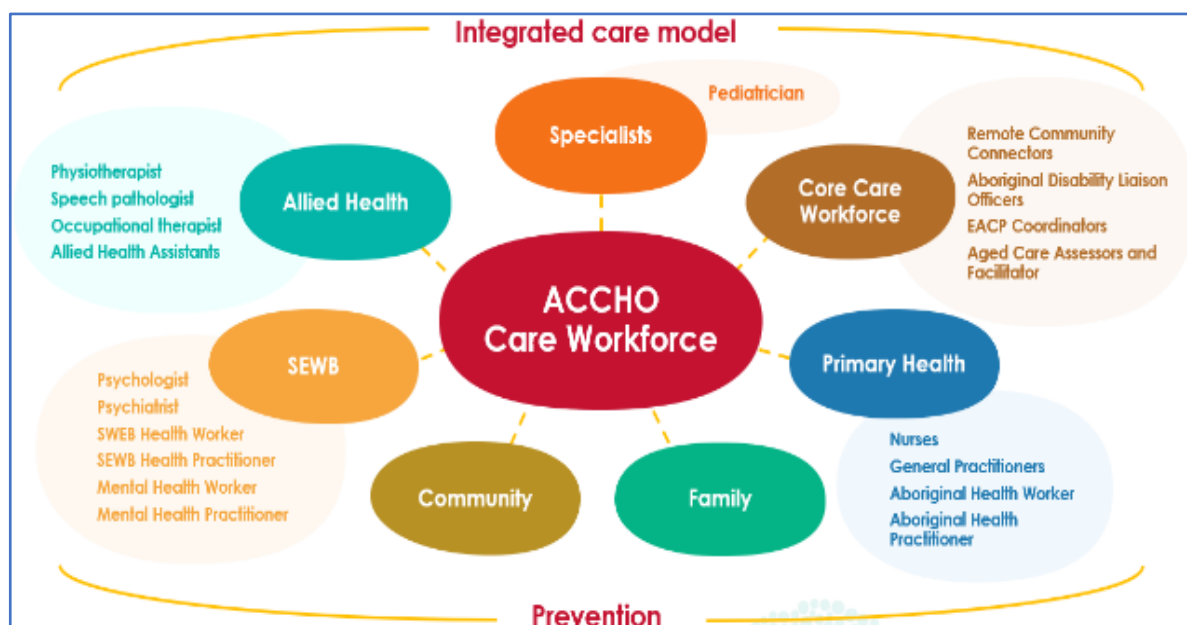 Integrated care model
Specialists
Pediatrician
Allied Health
Physiotherapist
Speech pathologist
Occupational therapist
Allied Health Assistants
Core Care
Workforce
Remote Community
Connectors
Aboriginal Disability Liaison
Officers
EACP Coordinators
Aged Care Assessors and
Facilitator
ACCHO
Care Workforce
SEWB
Psychologist
Psychiatrist
SWEB Health Worker
SEWB Health Practitioner
Mental Health Worker
Mental Health Practitioner
Primary Health
Nurses
General Practitioners
Aboriginal Health Worker
Aboriginal Health
Practitioner
Community
Family
Prevention